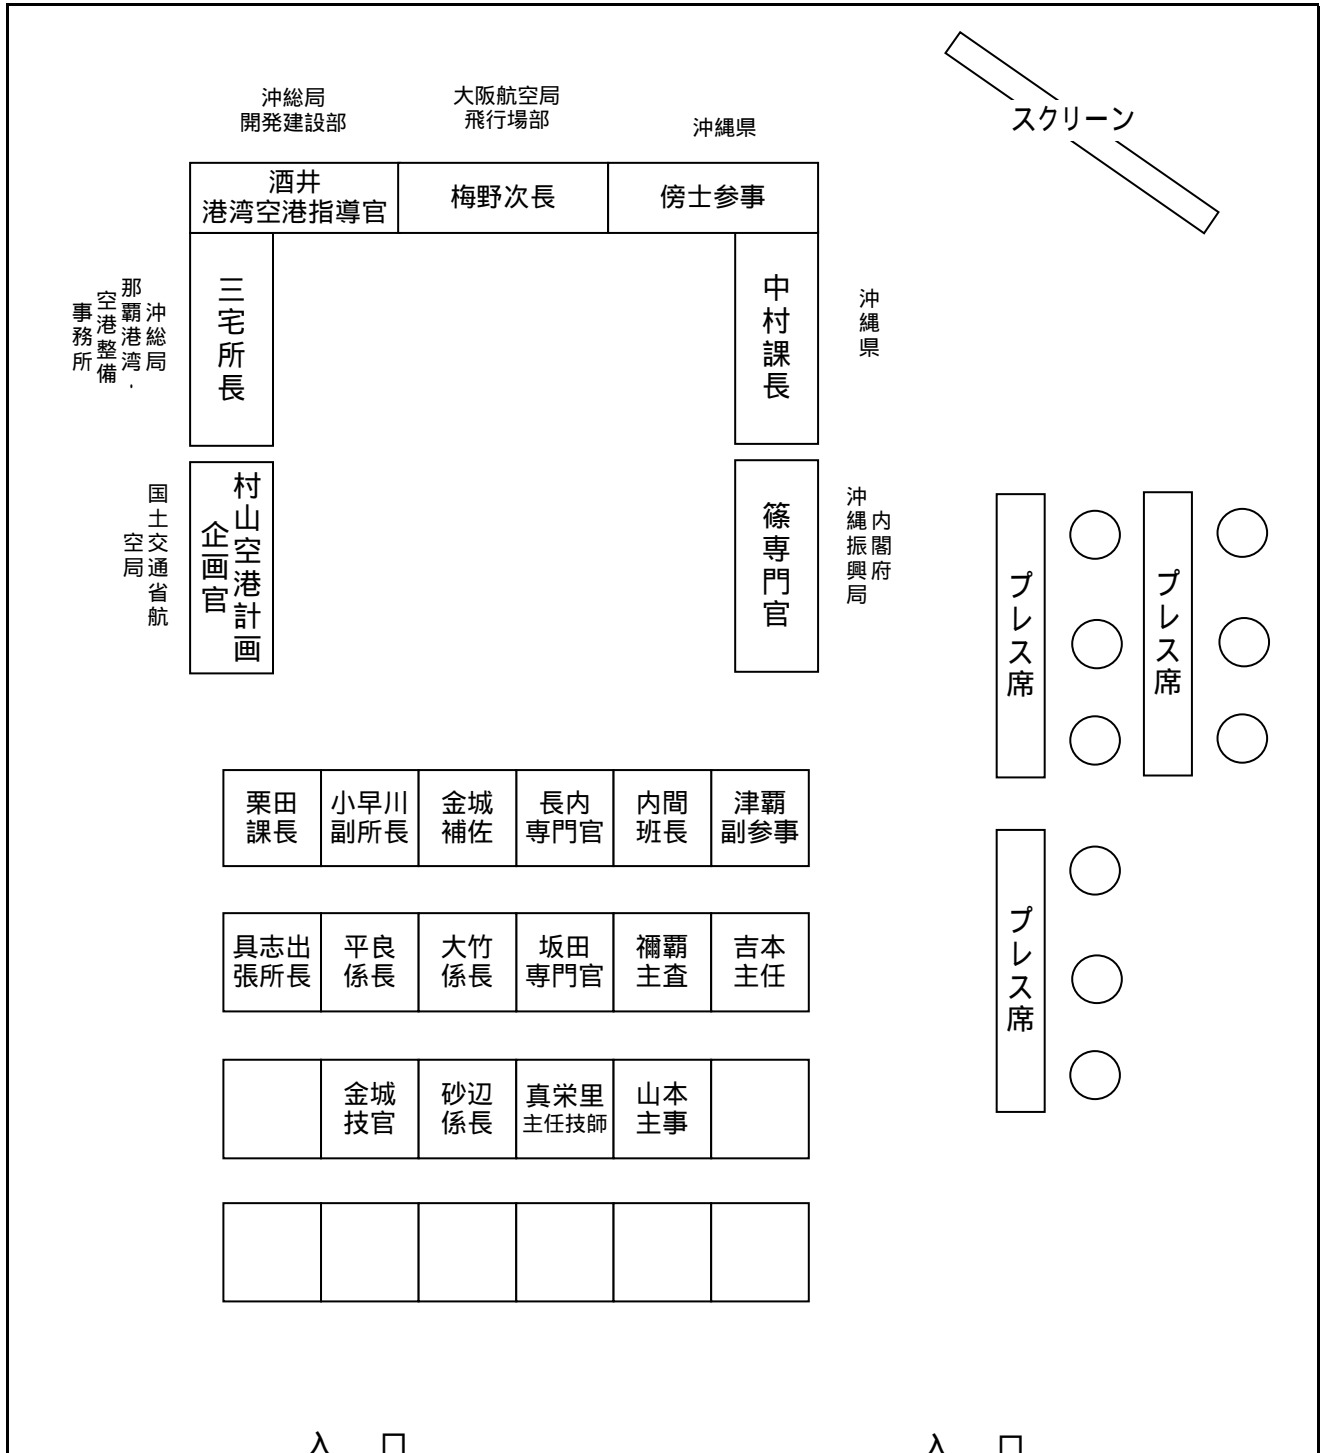 沖総局
開発建設部
大阪航空局
飛行場部
沖縄県
スクリーン
酒井
港湾空港指導官
梅野次長
傍士参事
沖総局
那覇港湾・
空港整備
事務所
三宅所長
中村課長
沖縄県
国土交通省航
空局
村山空港計画
企画官
篠専門官
内閣府
沖縄振興局
プレス席
プレス席
栗田
課長
小早川
副所長
金城
補佐
長内
専門官
内間
班長
津覇
副参事
プレス席
具志出
張所長
平良
係長
大竹
係長
坂田
専門官
禰覇
主査
吉本
主任
金城
技官
砂辺
係長
真栄里
主任技師
山本
主事
入 口
入 口